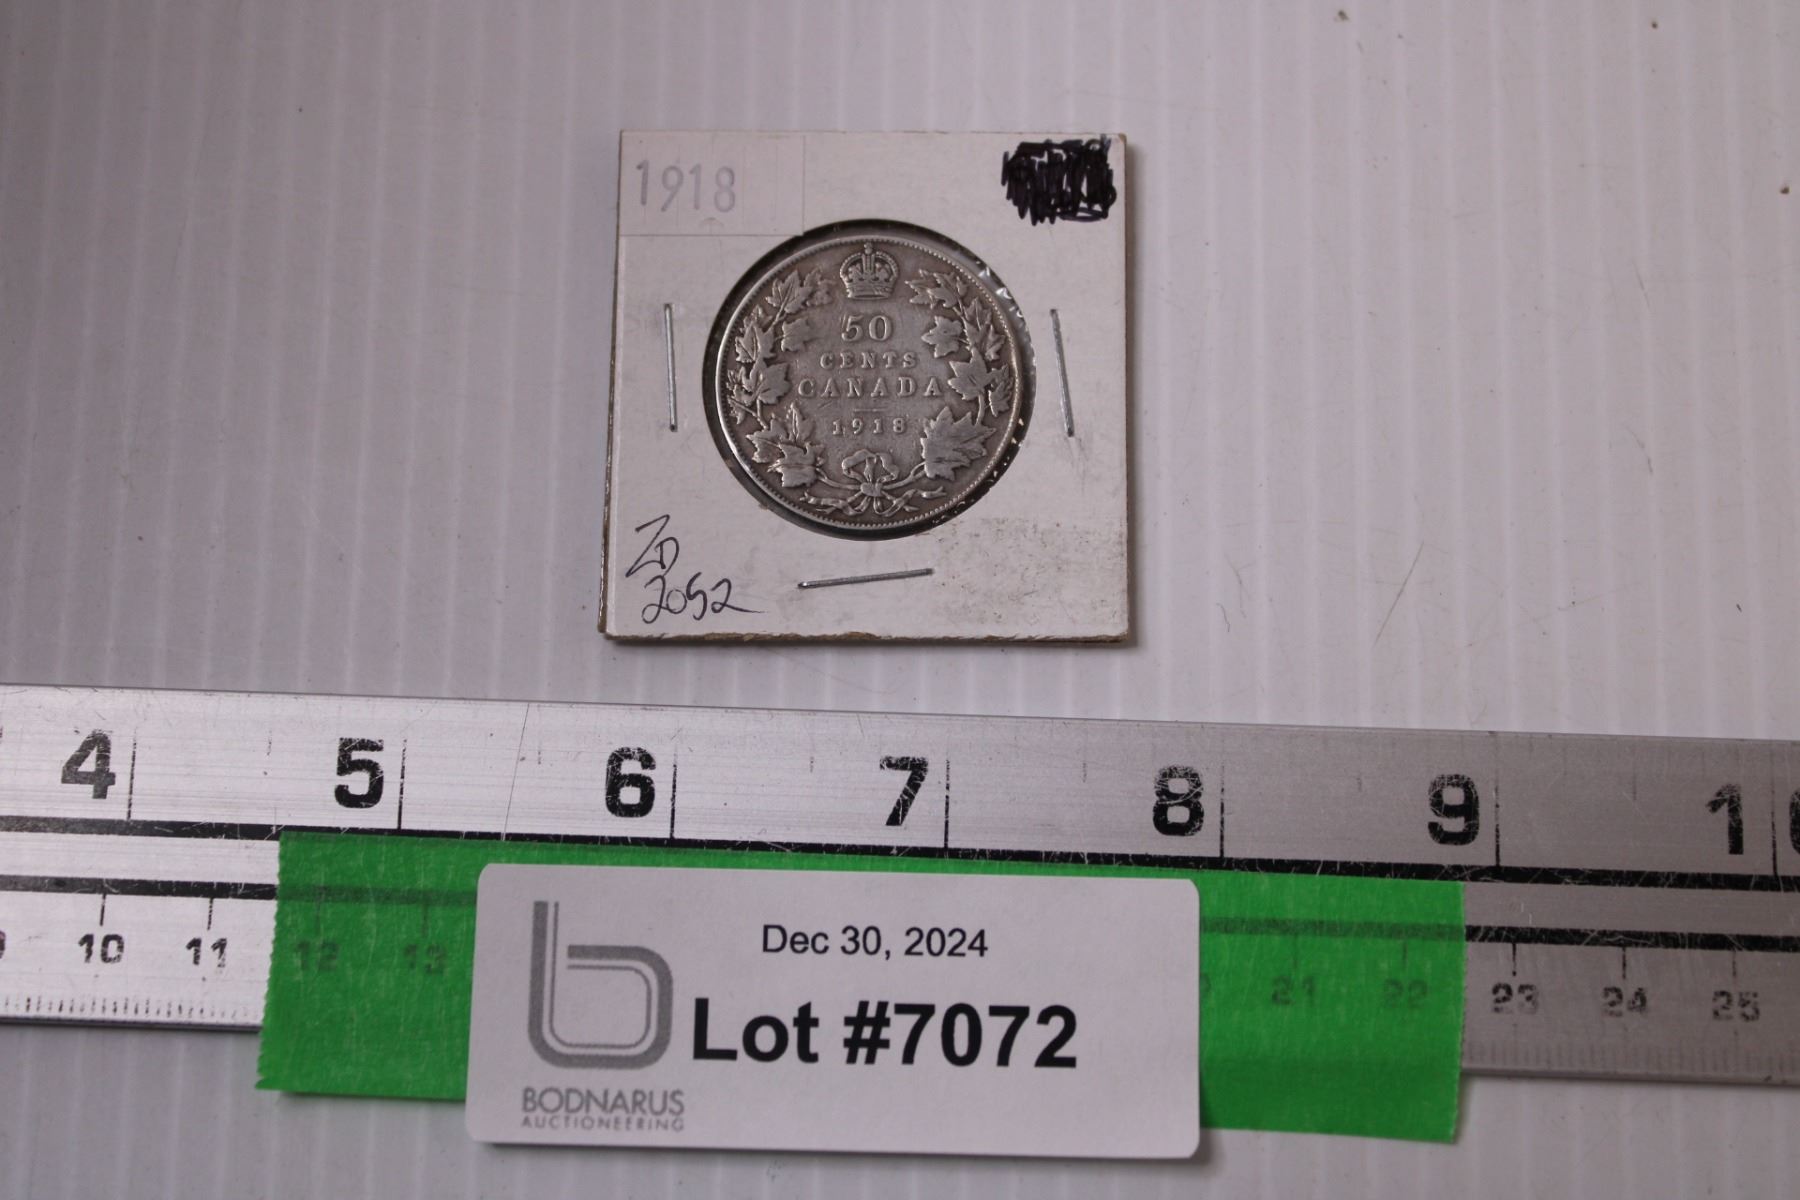 1918
50
CENTS
CANADA
1918
ZD
2052
4 5 6 7 8 9 10
10 11 12 13 21 22 23 24 25
Dec 30, 2024
Lot #7072
b
BODNARUS
AUCTIONEERING